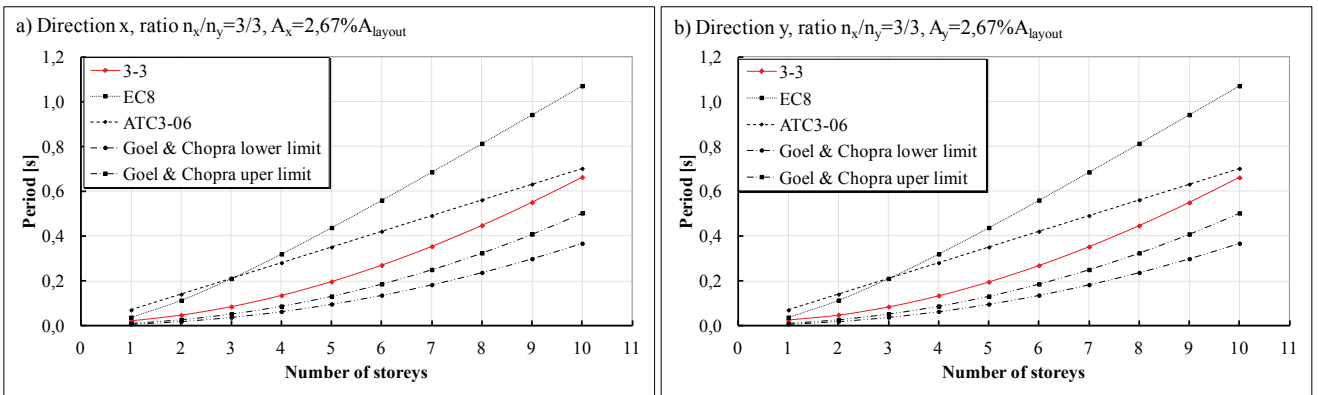 a) Direction x, ratio nx/ny=3/3, Ax=2,67%Alayout
1,2
1,0
0,8
0,6
0,4
0,2
0,0
Period [s]
3-3
EC8
ATC3-06
Goel & Chopra lower limit
Goel & Chopra uper limit
0 1 2 3 4 5 6 7 8 9 10 11
Number of storeys
b) Direction y, ratio nx/ny=3/3, Ay=2,67%Alayout
1,2
1,0
0,8
0,6
0,4
0,2
0,0
Period [s]
3-3
EC8
ATC3-06
Goel & Chopra lower limit
Goel & Chopra uper limit
0 1 2 3 4 5 6 7 8 9 10 11
Number of storeys